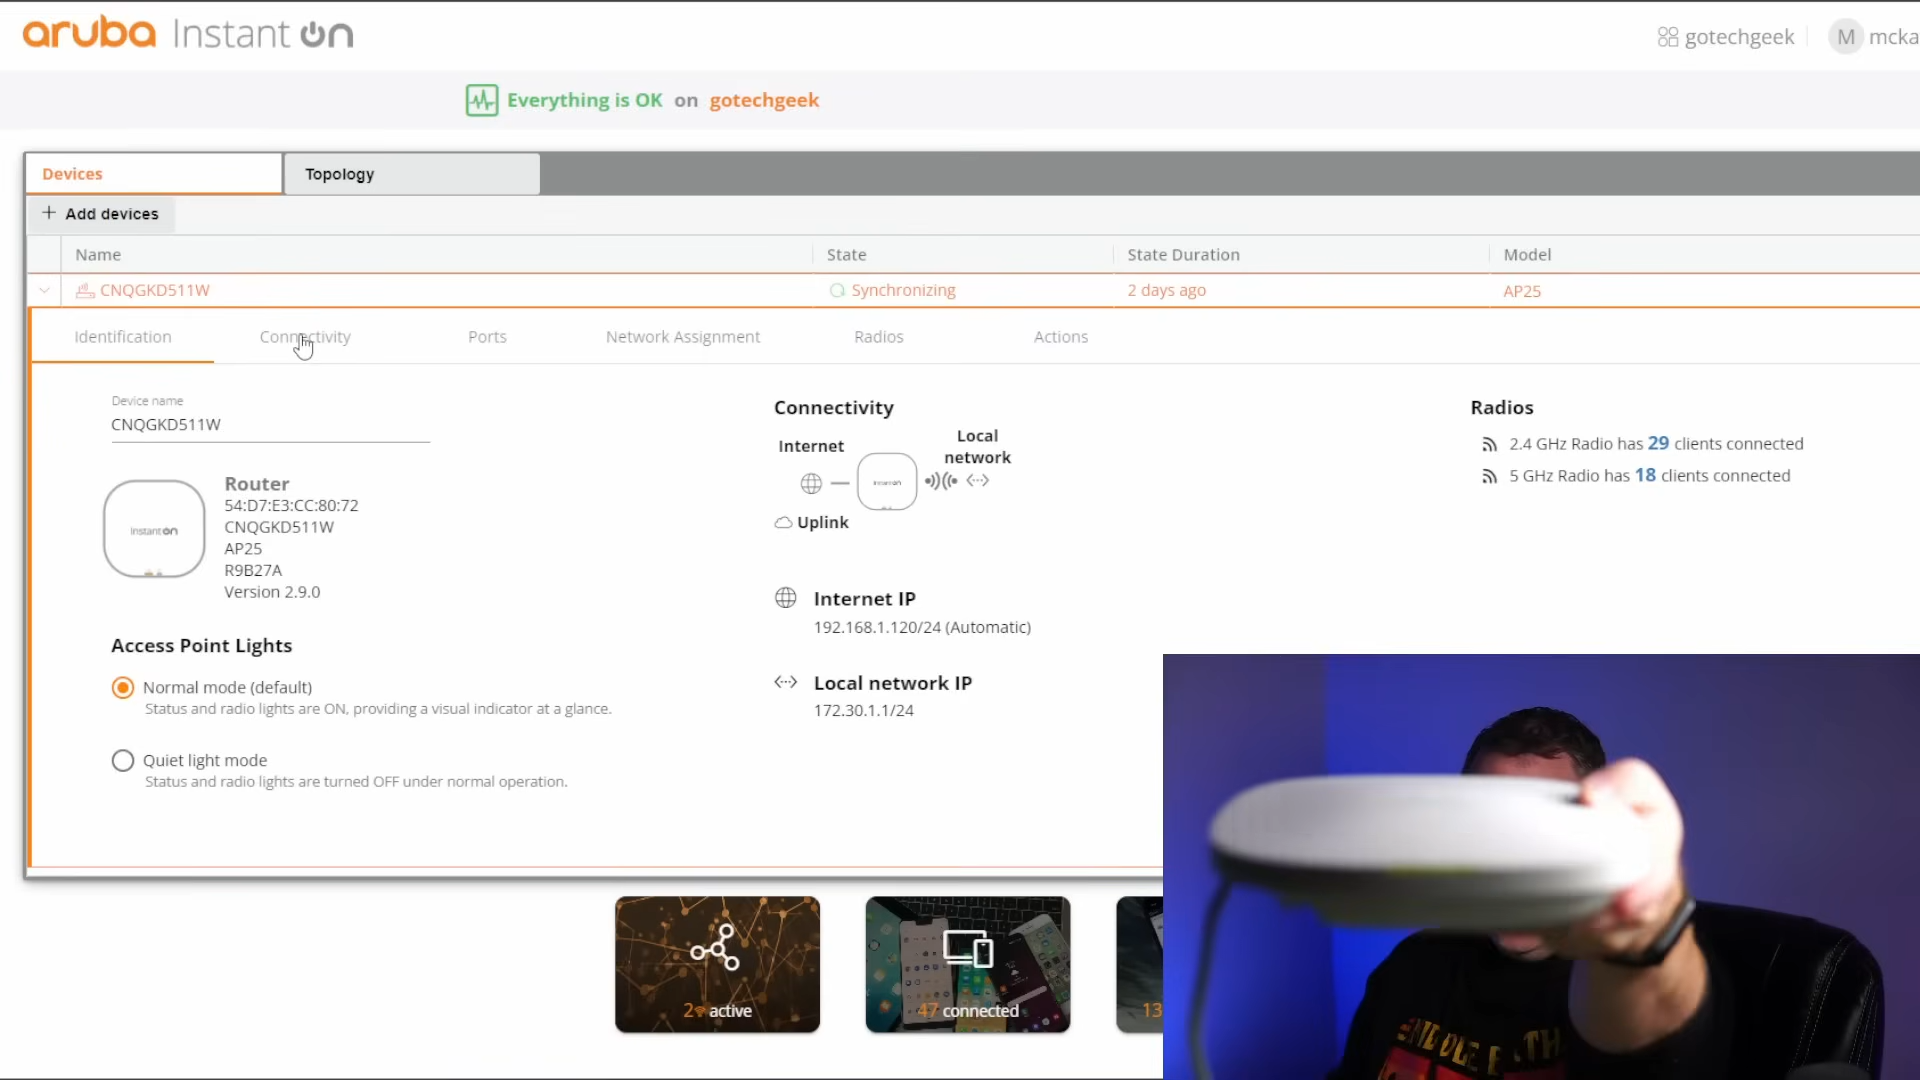 aruba Instant On
gotechgeek
M mcka
Everything is OK on gotechgeek
Devices
Topology
+ Add devices
Name State State Duration Model
CNQGKD511W Synchronizing 2 days ago AP25
Identification Connectivity Ports Network Assignment Radios Actions
Device name
CNQGKD511W
instant on
Router
54:D7:E3:CC:80:72
CNQGKD511W
AP25
R9B27A
Version 2.9.0
Access Point Lights
Normal mode (default)
Status and radio lights are ON, providing a visual indicator at a glance.
Quiet light mode
Status and radio lights are turned OFF under normal operation.
Connectivity
Internet
Local
network
instant on
Uplink
Internet IP
192.168.1.120/24 (Automatic)
Local network IP
172.30.1.1/24
Radios
2.4 GHz Radio has 29 clients connected
5 GHz Radio has 18 clients connected
2 active
47 connected
13